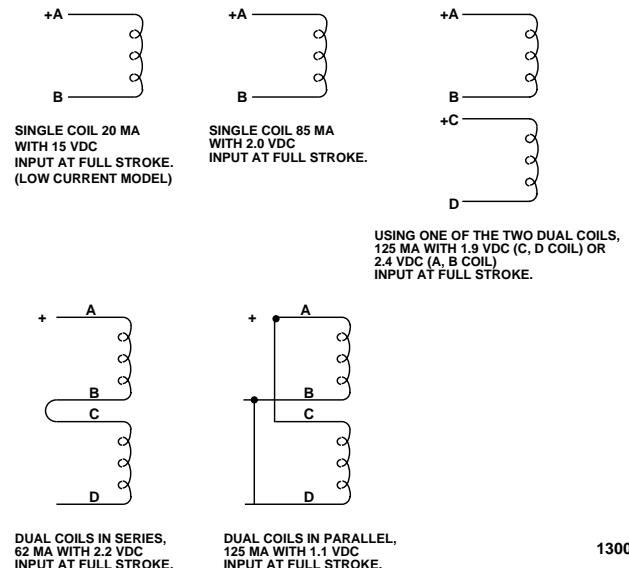 +A
B
SINGLE COIL 20 MA
WITH 15 VDC
INPUT AT FULL STROKE.
(LOW CURRENT MODEL)
+A
B
SINGLE COIL 85 MA
WITH 2.0 VDC
INPUT AT FULL STROKE.
+A
B
+C
D
USING ONE OF THE TWO DUAL COILS,
125 MA WITH 1.9 VDC (C, D COIL) OR
2.4 VDC (A, B COIL)
INPUT AT FULL STROKE.
+
A
B
C
D
DUAL COILS IN SERIES,
62 MA WITH 2.2 VDC
INPUT AT FULL STROKE.
+
A
B
C
D
DUAL COILS IN PARALLEL,
125 MA WITH 1.1 VDC
INPUT AT FULL STROKE.
1300